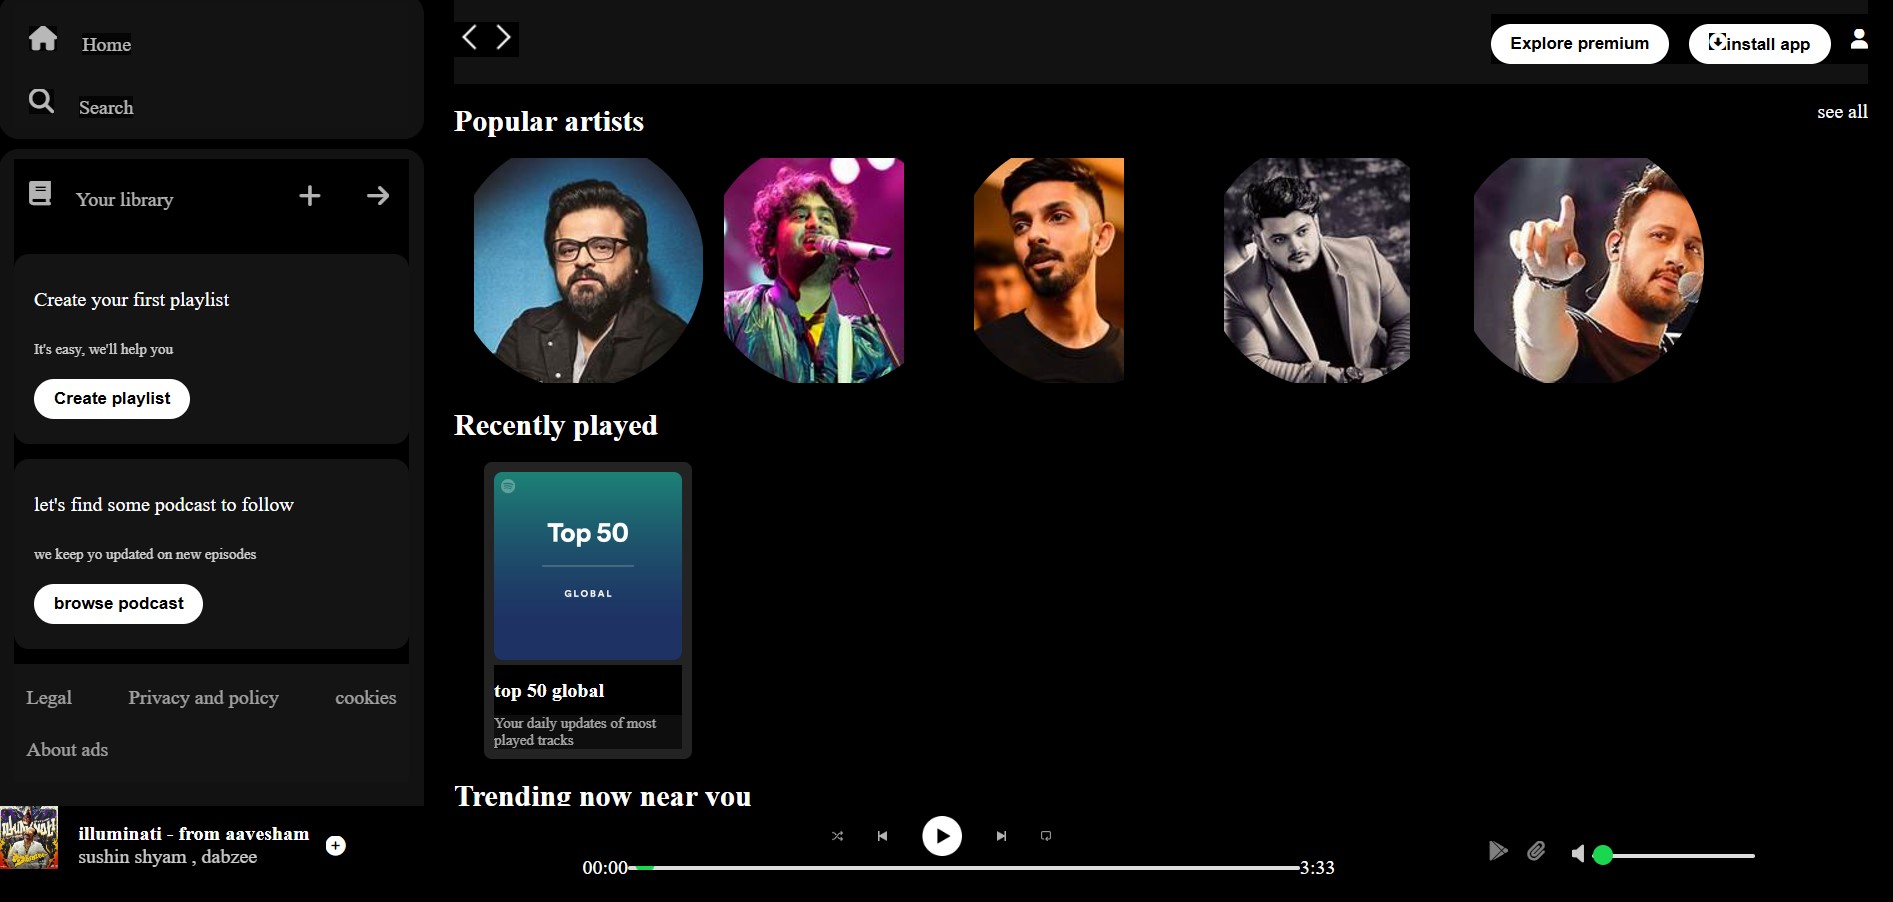 Home
Search
Your library
Create your first playlist
It's easy, we'll help you
Create playlist
let's find some podcast to follow
we keep yo updated on new episodes
browse podcast
Legal Privacy and policy cookies
About ads
Explore premium install app
Popular artists see all
Recently played
Top 50
GLOBAL
top 50 global
Your daily updates of most
played tracks
Trending now near you
illuminati - from aavesham
sushin shyam , dabzee
00:00 3:33